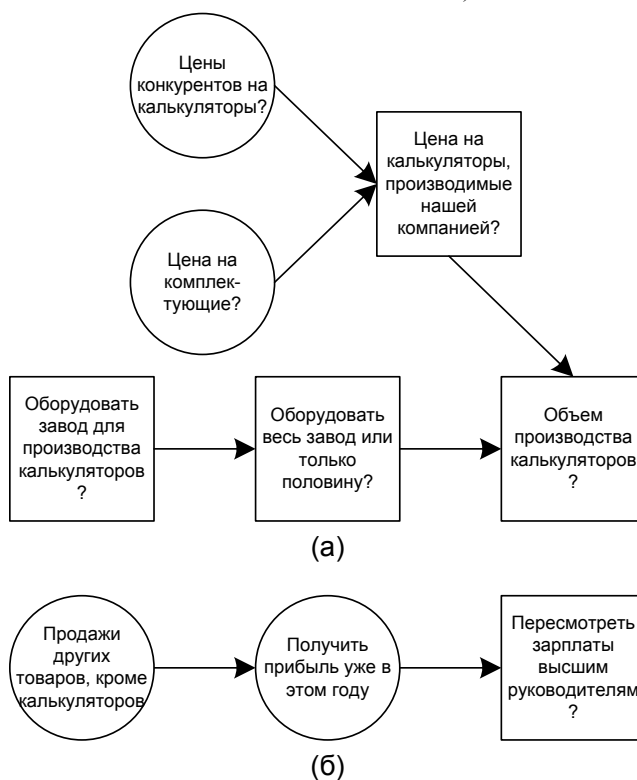 Цены
конкурентов на
калькуляторы?
Цена на
калькуляторы,
производимые
нашей
компанией?
Цена на
комплек-
тующие?
Оборудовать
завод для
производства
калькуляторов
?
Оборудовать
весь завод или
только
половину?
Объем
производства
калькуляторов
?
(а)
Продажи
других
товаров, кроме
калькуляторов
Получить
прибыль уже в
этом году
Пересмотреть
зарплаты
высшим
руководителям
?
(б)